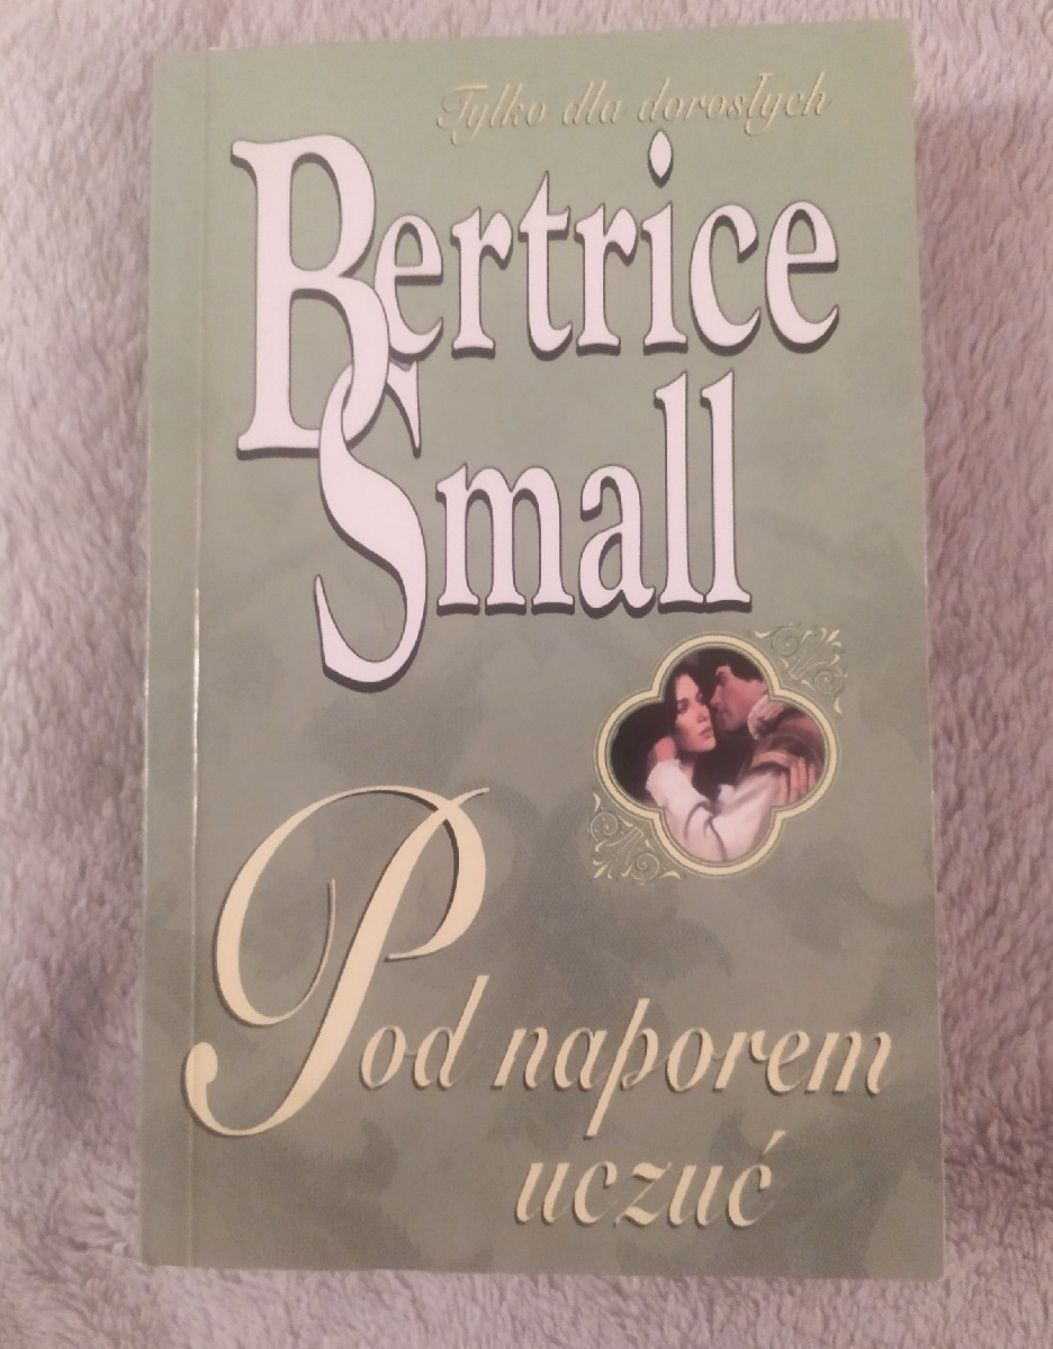 Tylko dla dorosłych
Bertrice
Small
Pod naporem
uczuć